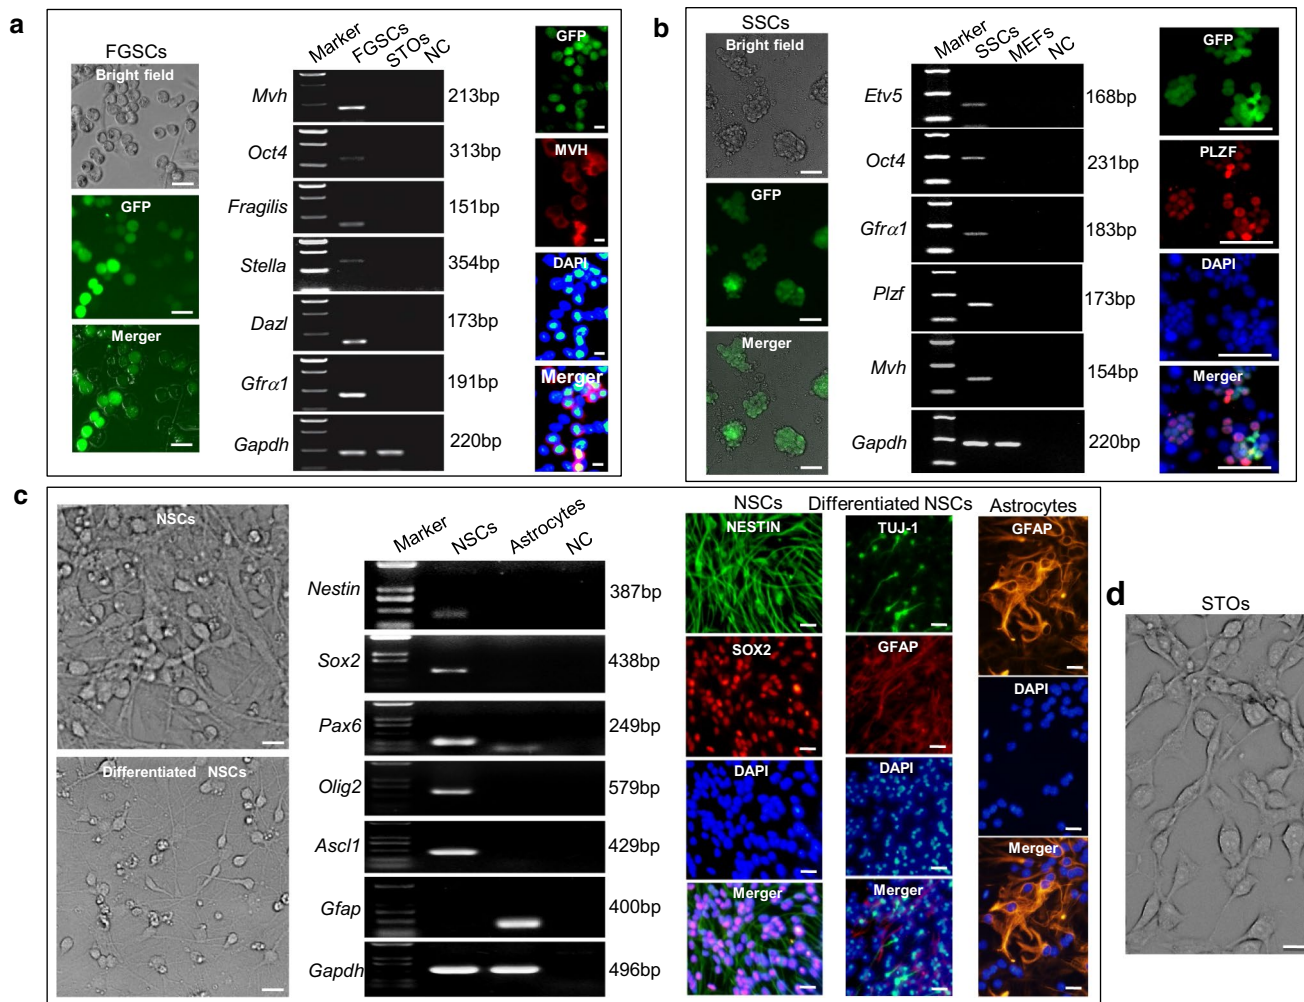 a
FGSCs
Bright field
GFP
Merger
Marker
FGSCs
STOs
NC
Mvh
213bp
Oct4
313bp
Fragilis
151bp
Stella
354bp
Dazl
173bp
Gfrα1
191bp
Gapdh
220bp
GFP
MVH
DAPI
Merger
b
SSCs
Bright field
GFP
Merger
Marker
SSCs
MEFs
NC
Etv5
168bp
Oct4
231bp
Gfrα1
183bp
Plzf
173bp
Mvh
154bp
Gapdh
220bp
GFP
PLZF
DAPI
Merger
c
NSCs
Differentiated NSCs
Marker
NSCs
Astrocytes
NC
Nestin
387bp
Sox2
438bp
Pax6
249bp
Olig2
579bp
Ascl1
429bp
Gfap
400bp
Gapdh
496bp
NSCs
NESTIN
SOX2
DAPI
Merger
Differentiated NSCs
TUJ-1
GFAP
DAPI
Merger
Astrocytes
GFAP
DAPI
Merger
d
STOs